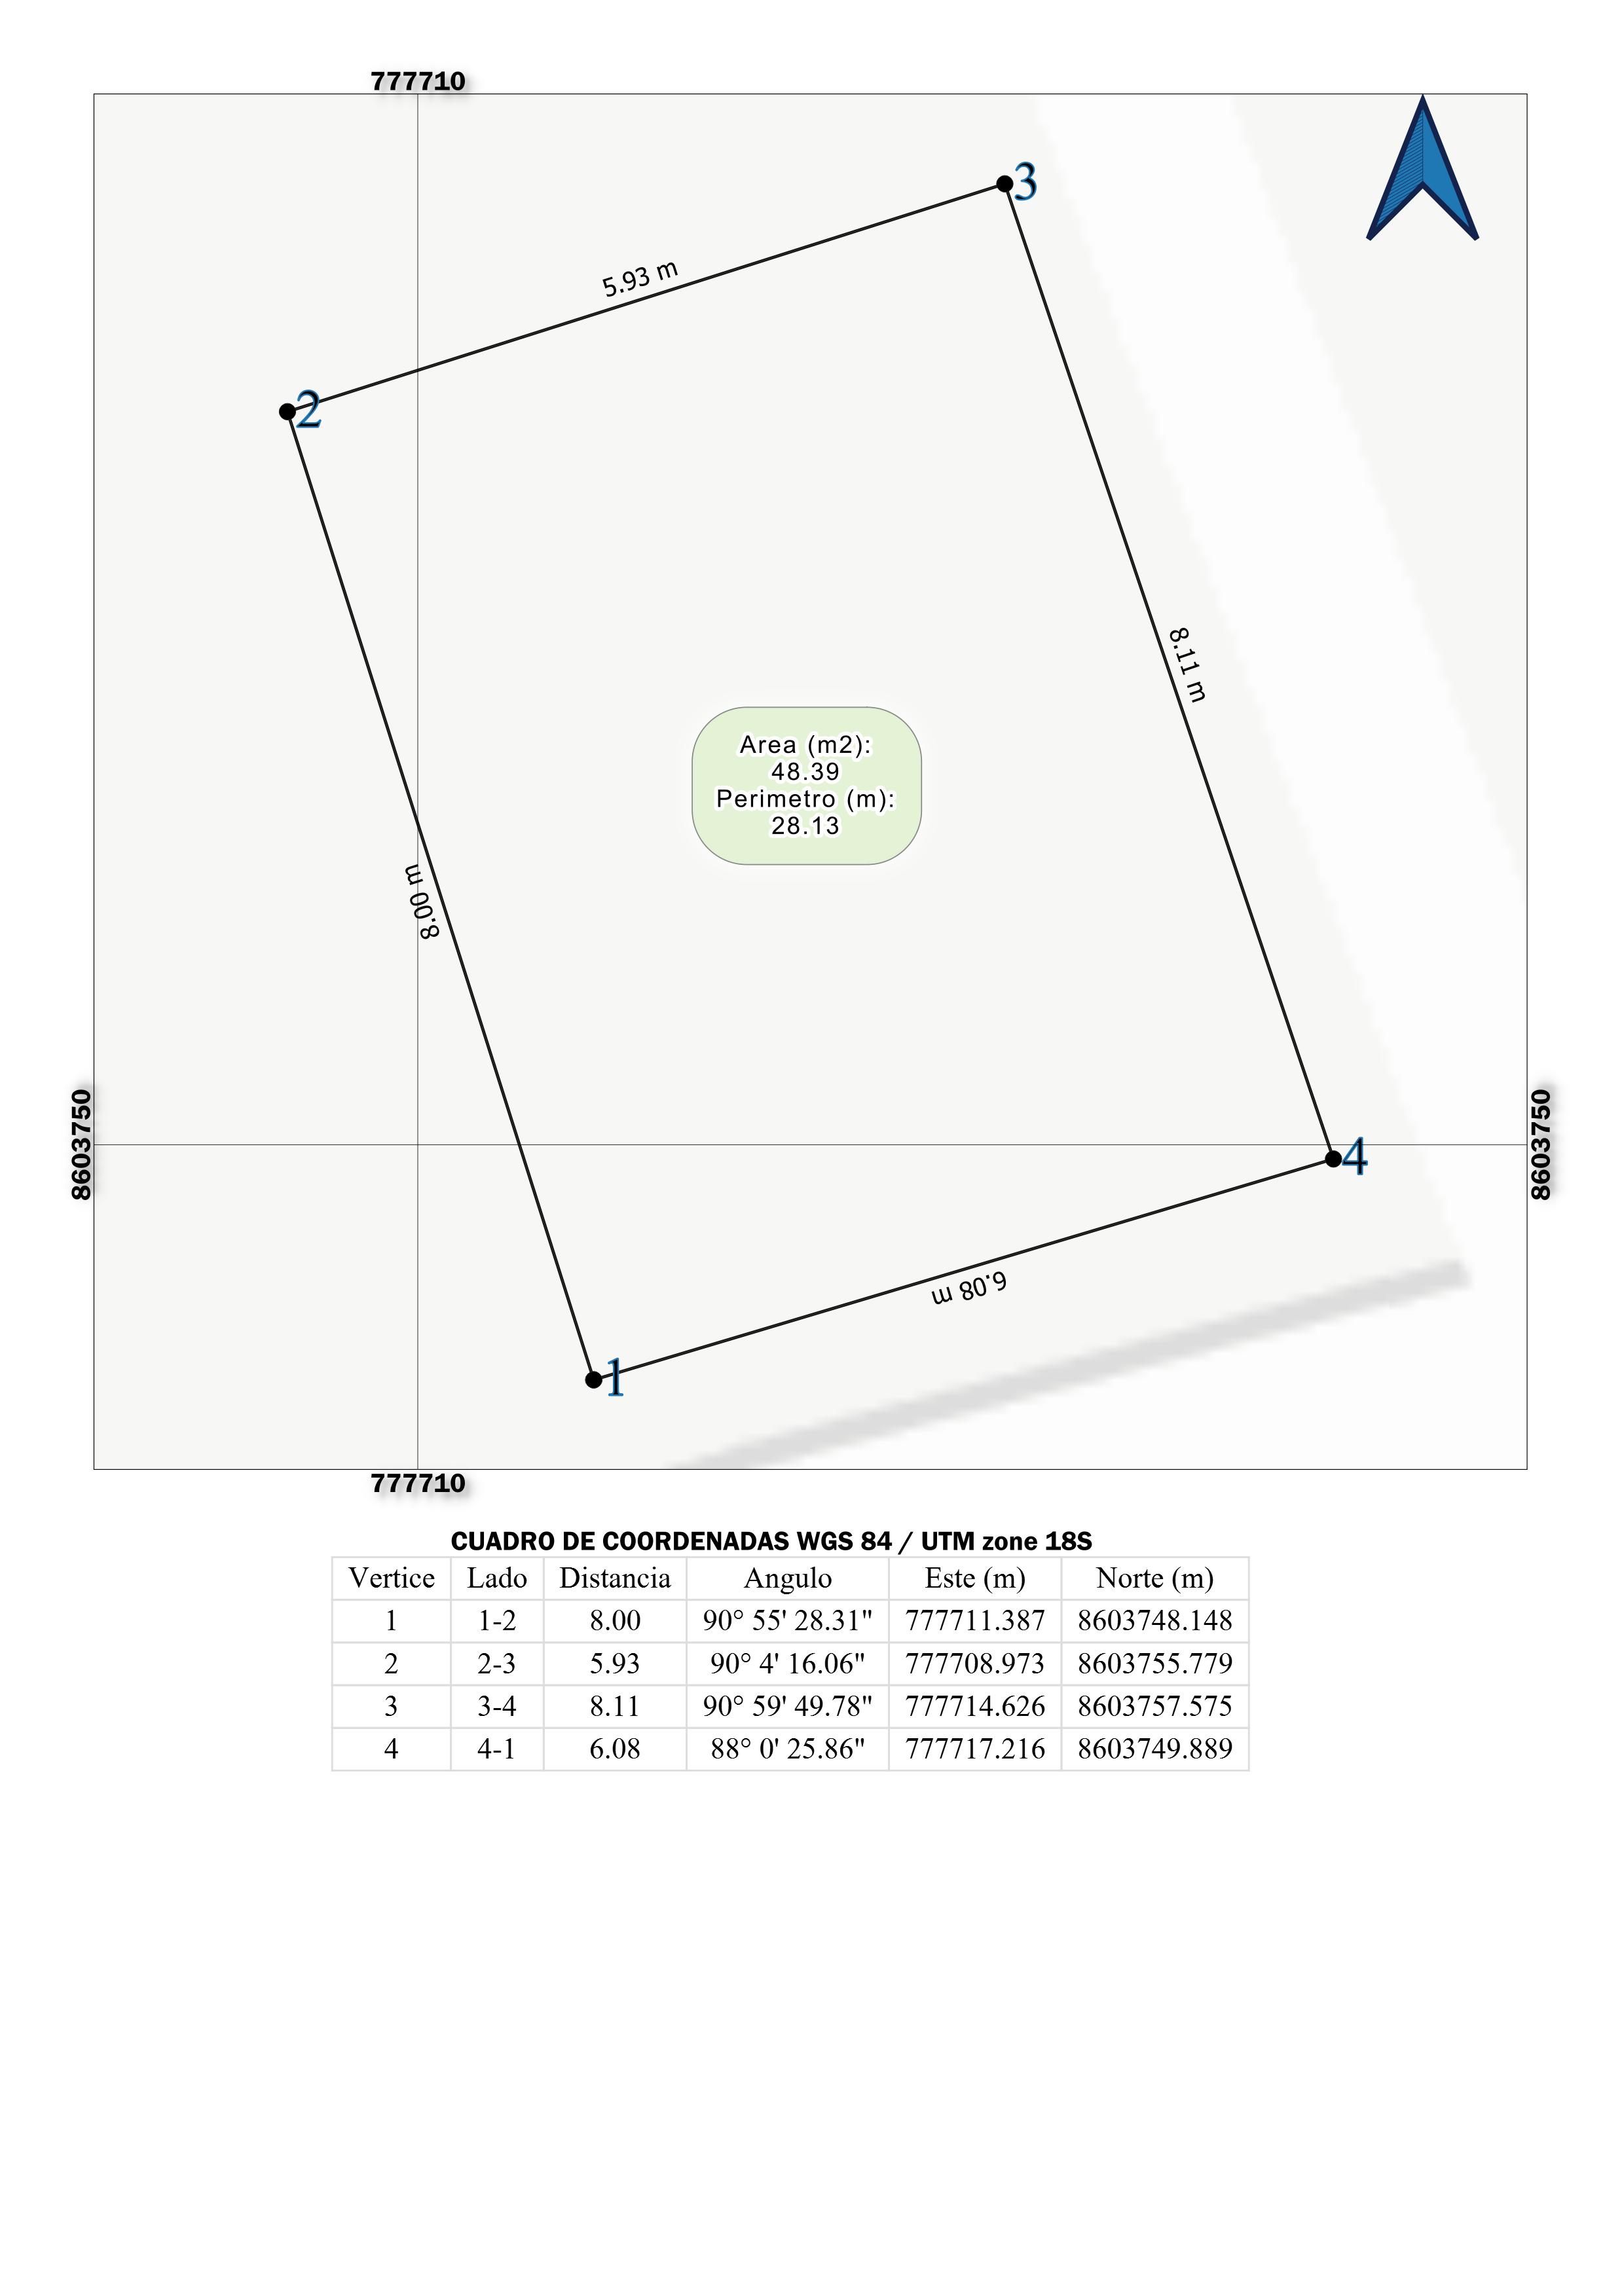 777710
3
5.93 m
2
8.11 m
Area (m2):
48.39
Perimetro (m):
28.13
8.00 m
8603750
8603750
4
6.08 m
1
777710
CUADRO DE COORDENADAS WGS 84 / UTM zone 18S
Vertice Lado Distancia Angulo Este (m) Norte (m)
1 1-2 8.00 90° 55' 28.31" 777711.387 8603748.148
2 2-3 5.93 90° 4' 16.06" 777708.973 8603755.779
3 3-4 8.11 90° 59' 49.78" 777714.626 8603757.575
4 4-1 6.08 88° 0' 25.86" 777717.216 8603749.889